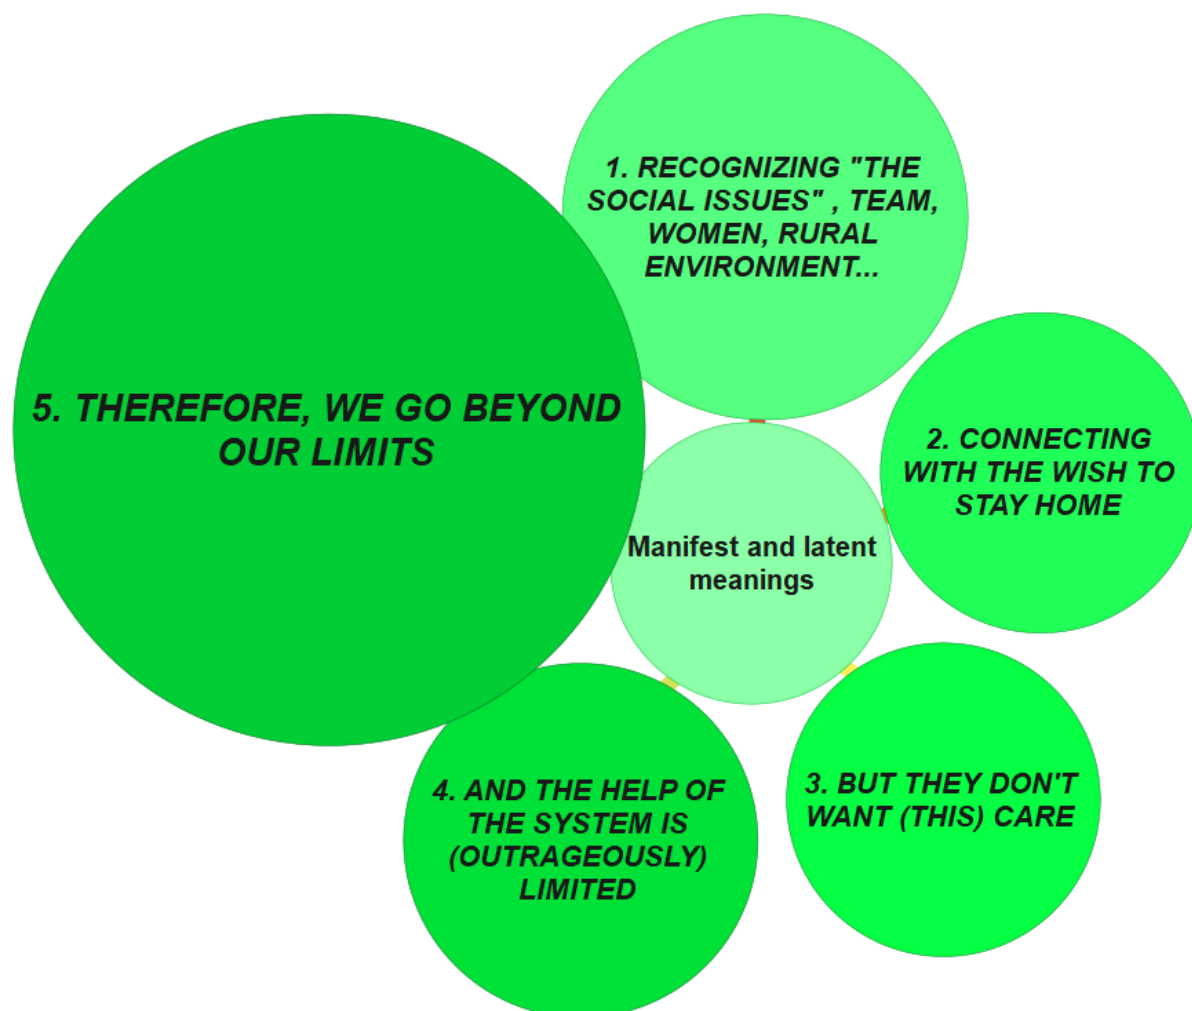 1. RECOGNIZING "THE
SOCIAL ISSUES" , TEAM,
WOMEN, RURAL
ENVIRONMENT...
2. CONNECTING
WITH THE WISH TO
STAY HOME
3. BUT THEY DON'T
WANT (THIS) CARE
4. AND THE HELP OF
THE SYSTEM IS
(OUTRAGEOUSLY)
LIMITED
5. THEREFORE, WE GO BEYOND
OUR LIMITS
Manifest and latent
meanings